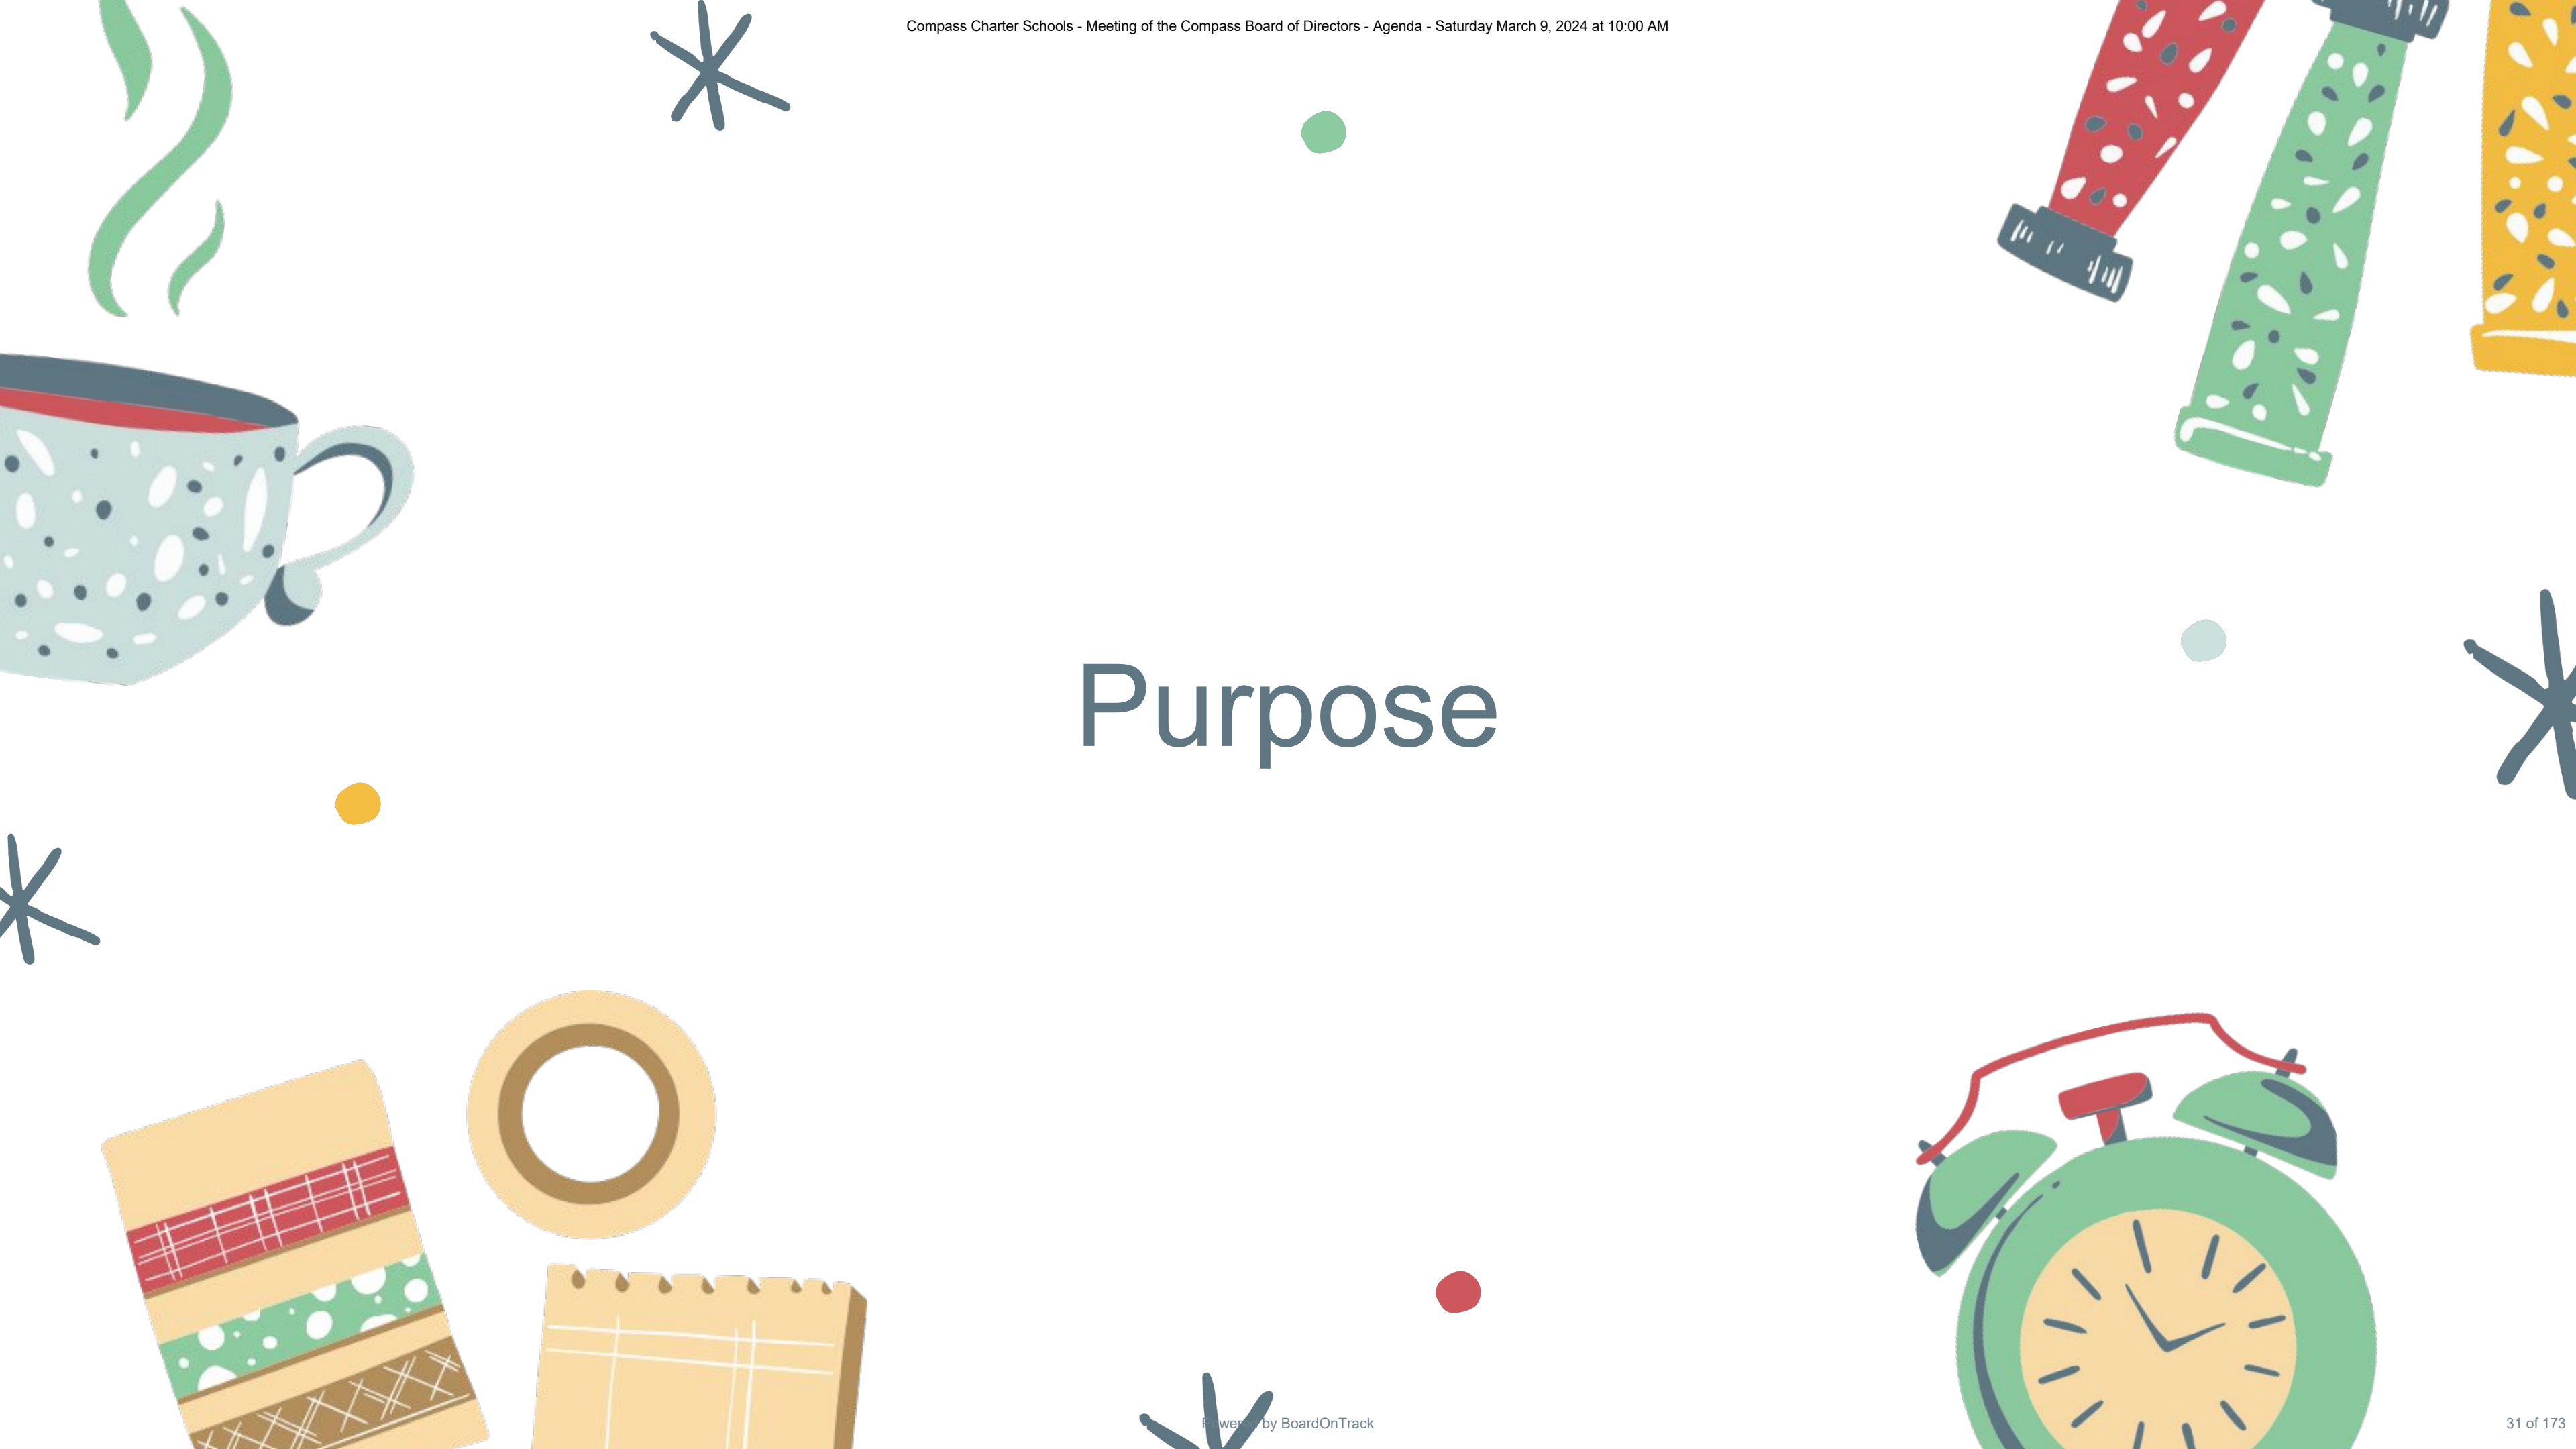 Compass Charter Schools - Meeting of the Compass Board of Directors - Agenda - Saturday March 9, 2024 at 10:00 AM
Purpose
Powered by BoardOnTrack
31 of 173